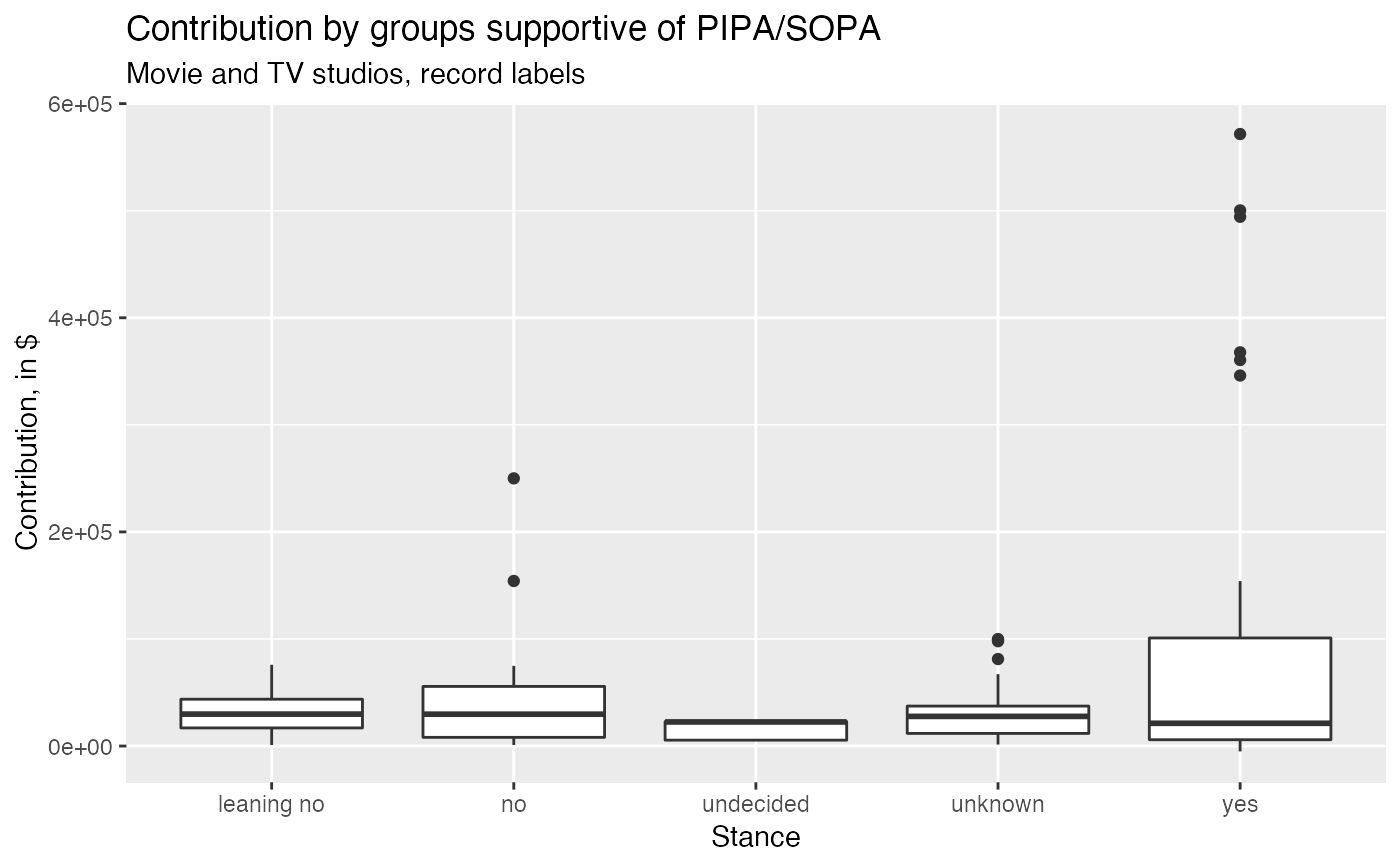 Contribution by groups supportive of PIPA/SOPA
Movie and TV studios, record labels
6e+05
4e+05
2e+05
0e+00
Contribution, in $
leaning no
no
undecided
unknown
yes
Stance